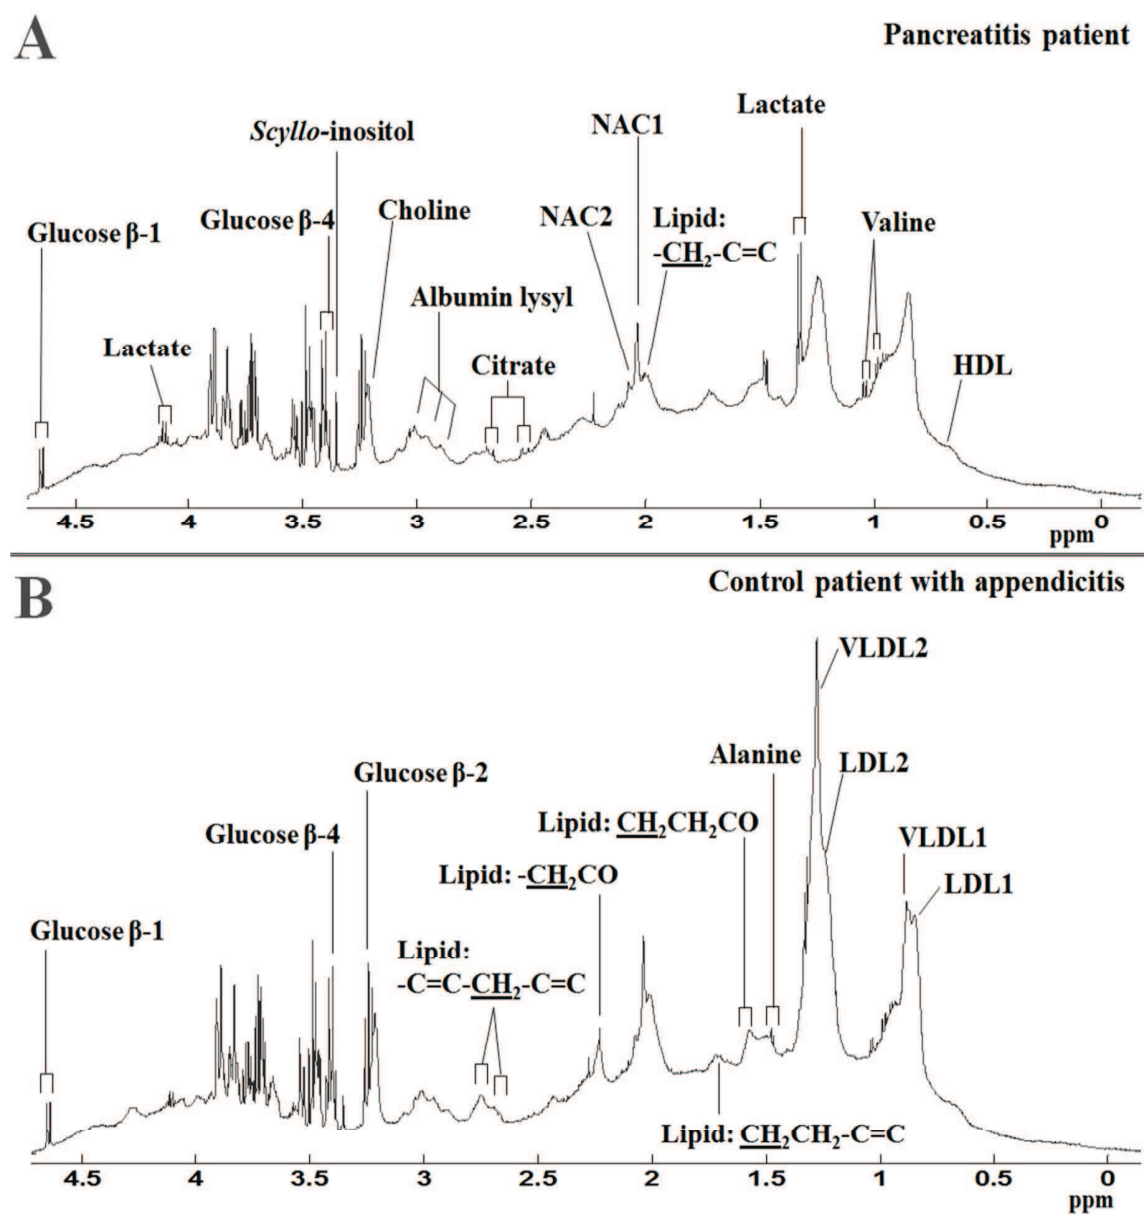 A
Pancreatitis patient
Lactate
Scyllo-inositol
NAC1
Glucose β-4
Choline
NAC2
Lipid:
-CH₂-C=C
Valine
Glucose β-1
Albumin lysyl
Lactate
Citrate
HDL
4.5 4 3.5 3 2.5 2 1.5 1 0.5 0
ppm
B
Control patient with appendicitis
VLDL2
Alanine
LDL2
Glucose β-2
Lipid: CH₂CH₂CO
Glucose β-4
VLDL1
Lipid: -CH₂CO
LDL1
Glucose β-1
Lipid:
-C=C-CH₂-C=C
Lipid: CH₂CH₂-C=C
4.5 4 3.5 3 2.5 2 1.5 1 0.5 0
ppm